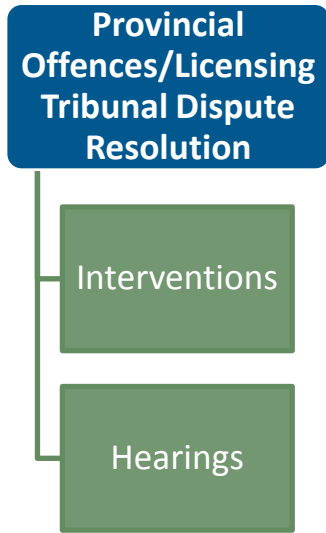 Provincial
Offences/Licensing
Tribunal Dispute
Resolution
Interventions
Hearings